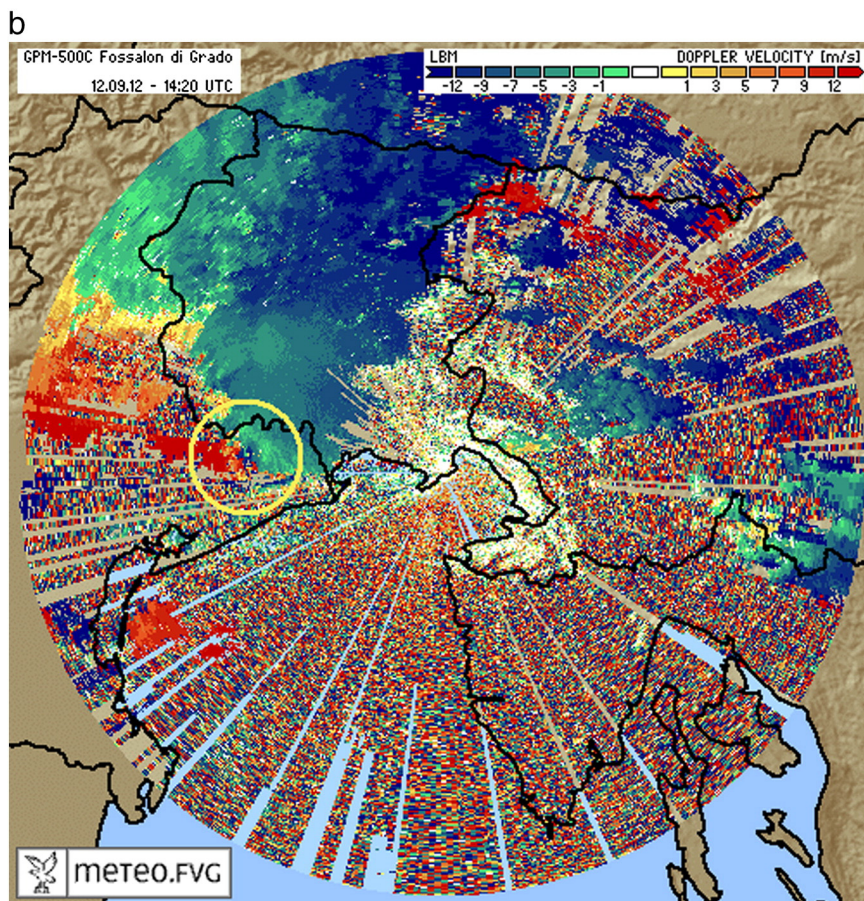 b
GPM-500C Fossalon di Grado
12.09.12 - 14:20 UTC
LBM DOPPLER VELOCITY [m/s]
-12 -9 -7 -5 -3 -1 1 3 5 7 9 12
meteo.FVG